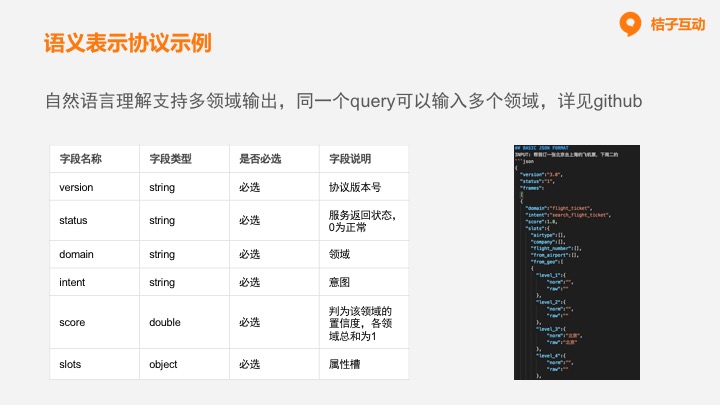 桔子互动
语义表示协议示例
自然语言理解支持多领域输出，同一个query可以输入多个领域，详见github
字段名称 字段类型 是否必选 字段说明
version string 必选 协议版本号
status string 必选 服务返回状态，
0为正常
domain string 必选 领域
intent string 必选 意图
score double 必选 判为该领域的
置信度，各领
域总和为1
slots object 必选 属性槽
## BASIC JSON FORMAT
INPUT: 帮我订一张北京去上海的飞机票，下周二的
```json
{
"version":"3.0",
"status":"1",
"frames":
[
{
"domain":"flight_ticket",
"intent":"search_flight_ticket",
"score":1.0,
"slots":{
"airtype":[],
"company":[],
"flight_number":[],
"from_airport":[],
"from_geo":[
{
"level_1":{
"norm":"",
"raw":""
},
"level_2":{
"norm":"",
"raw":""
},
"level_3":{
"norm":"北京",
"raw":"北京"
},
"level_4":{
"norm":"",
"raw":""
},